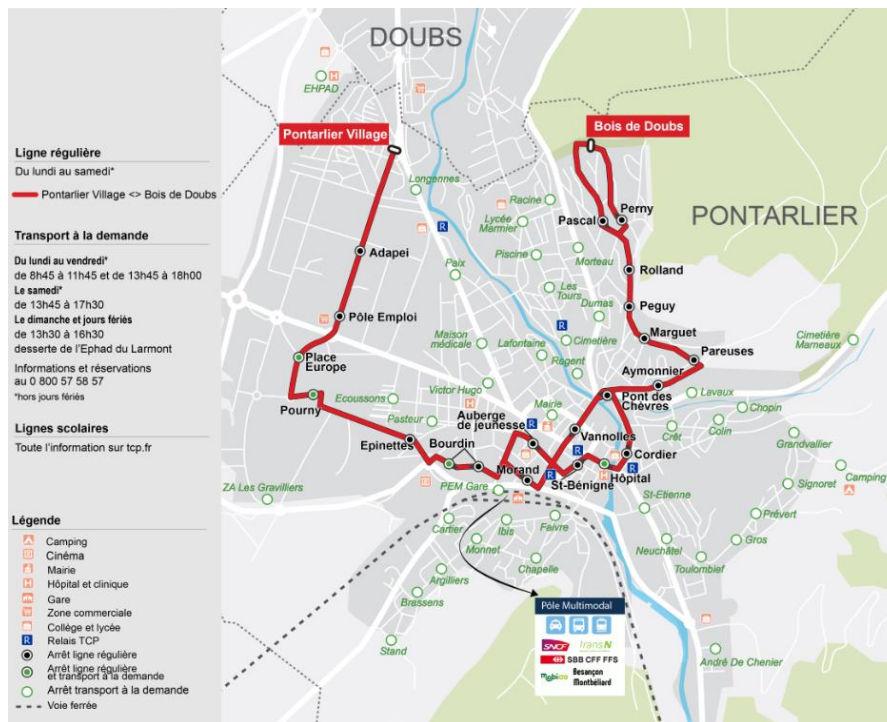 DOUBS
PONTARLIER
Pontarlier Village
Bois de Doubs
Ligne régulière
Du lundi au samedi*
Pontarlier Village <> Bois de Doubs
Transport à la demande
Du lundi au vendredi*
de 8h45 à 11h45 et de 13h45 à 18h00
Le samedi*
de 13h45 à 17h30
Le dimanche et jours fériés
de 13h30 à 16h30
desserte de l'Ephad du Larmont
Informations et réservations
au 0 800 57 58 57
*hors jours fériés
Lignes scolaires
Toute l'information sur tcp.fr
Légende
Camping
Cinéma
Mairie
Hôpital et clinique
Gare
Zone commerciale
Collège et lycée
R Relais TCP
Arrêt ligne régulière
Arrêt ligne régulière
et transport à la demande
Arrêt transport à la demande
Voie ferrée
EHPAD
Longennes
Racine
Lycée
Marmier
Pascal
Perny
Adapei
Piscine
Morteau
Rolland
Paix
Les
Tours
Dumas
Peguy
Pôle Emploi
Maison
médicale
Lafontaine
Cimetière
Marguet
Cimetière
Marneaux
Place
Europe
Regent
Pareuses
Aymonnier
Victor Hugo
Pourny
Ecoussons
Pont des
Chèvres
Lavaux
Chopin
Pasteur
Auberge
de jeunesse
Mairie
Colin
Crêt
Vannolles
Grandvallier
Epinettes
Bourdin
Cordier
Morand
St-Bénigne
Hôpital
Camping
ZA Les Gravilliers
PEM Gare
St-Etienne
Signoret
Prévert
Cartier
Ibis
Faivre
Gros
Monnet
Neuchâtel
Toulombief
Chapelle
Argilliers
Brassens
Stand
André De Chenier
Pôle Multimodal
SNCF
transN
SBB CFF FFS
mobigo
Besançon
Montbéliard